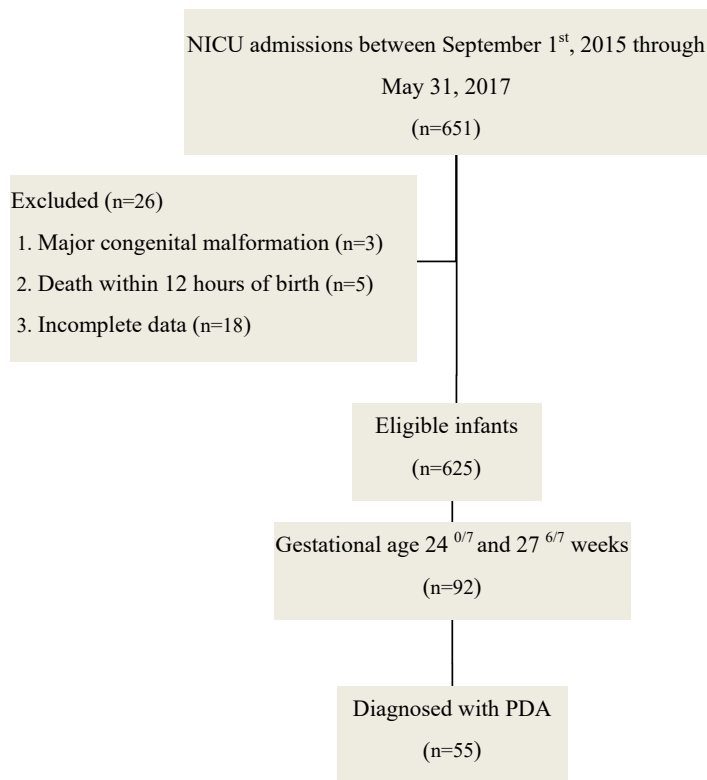 NICU admissions between September 1st, 2015 through
May 31, 2017
(n=651)
Excluded (n=26)
1. Major congenital malformation (n=3)
2. Death within 12 hours of birth (n=5)
3. Incomplete data (n=18)
Eligible infants
(n=625)
Gestational age 24 0/7 and 27 6/7 weeks
(n=92)
Diagnosed with PDA
(n=55)